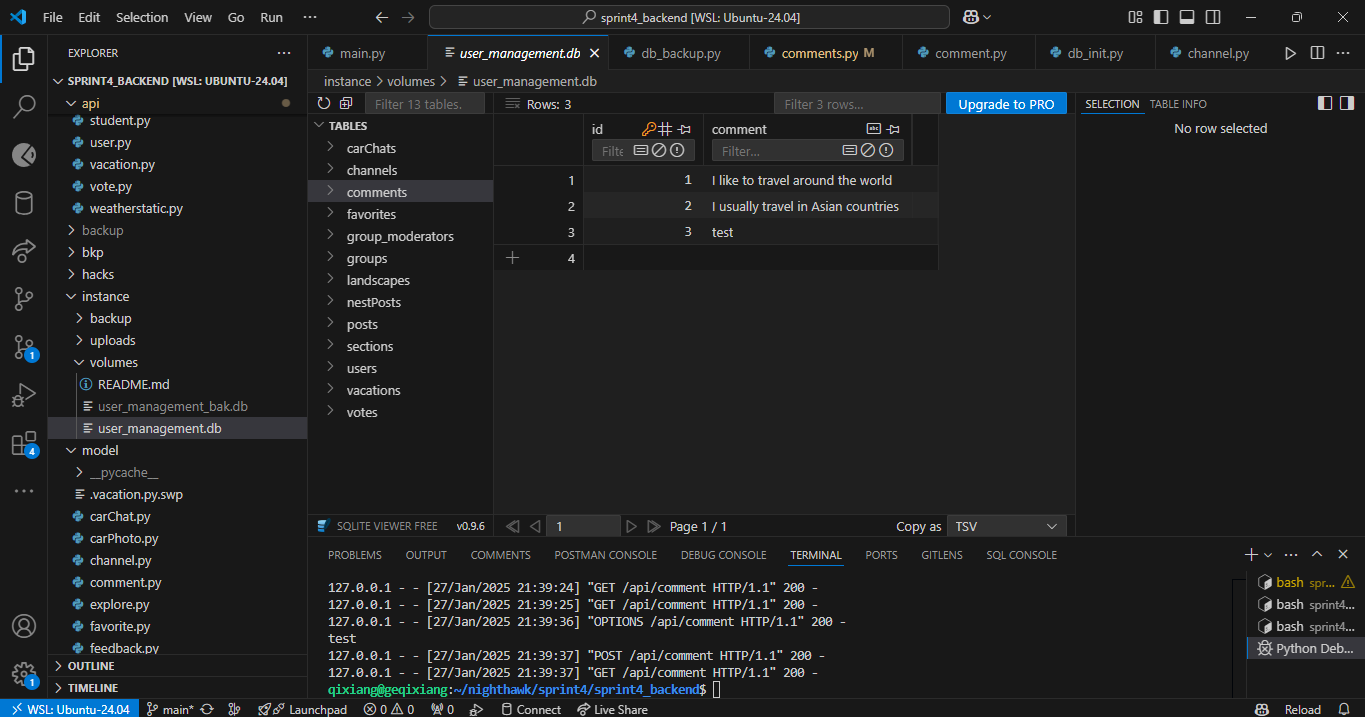 File Edit Selection View Go Run ··· sprint4_backend [WSL: Ubuntu-24.04]
EXPLORER ···
SPRINT4_BACKEND [WSL: UBUNTU-24.04]
api
student.py
user.py
vacation.py
vote.py
weatherstatic.py
backup
bkp
hacks
instance
backup
uploads
volumes
README.md
user_management_bak.db
user_management.db
model
__pycache__
.vacation.py.swp
carChat.py
carPhoto.py
channel.py
comment.py
explore.py
favorite.py
feedback.py
OUTLINE
TIMELINE
1
4
1
main.py user_management.db db_backup.py comments.py M comment.py db_init.py channel.py
instance > volumes > user_management.db
Filter 13 tables. Rows: 3 Filter 3 rows... Upgrade to PRO
TABLES
carChats
channels
comments
favorites
group_moderators
groups
landscapes
nestPosts
posts
sections
users
vacations
votes
id comment
Filte Filter...
1 1 I like to travel around the world
2 2 I usually travel in Asian countries
3 3 test
4
SELECTION TABLE INFO
No row selected
SQLITE VIEWER FREE v0.9.6 1 Page 1 / 1 Copy as TSV
PROBLEMS OUTPUT COMMENTS POSTMAN CONSOLE DEBUG CONSOLE TERMINAL PORTS GITLENS SQL CONSOLE
127.0.0.1 - - [27/Jan/2025 21:39:24] "GET /api/comment HTTP/1.1" 200 -
127.0.0.1 - - [27/Jan/2025 21:39:25] "GET /api/comment HTTP/1.1" 200 -
127.0.0.1 - - [27/Jan/2025 21:39:36] "OPTIONS /api/comment HTTP/1.1" 200 -
test
127.0.0.1 - - [27/Jan/2025 21:39:37] "POST /api/comment HTTP/1.1" 200 -
127.0.0.1 - - [27/Jan/2025 21:39:37] "GET /api/comment HTTP/1.1" 200 -
qixiang@geqixiang:~/nighthawk/sprint4/sprint4_backend$
bash spr...
bash sprint4...
bash sprint4...
Python Deb...
WSL: Ubuntu-24.04 main* Launchpad 0 0 0 Connect Live Share Reload